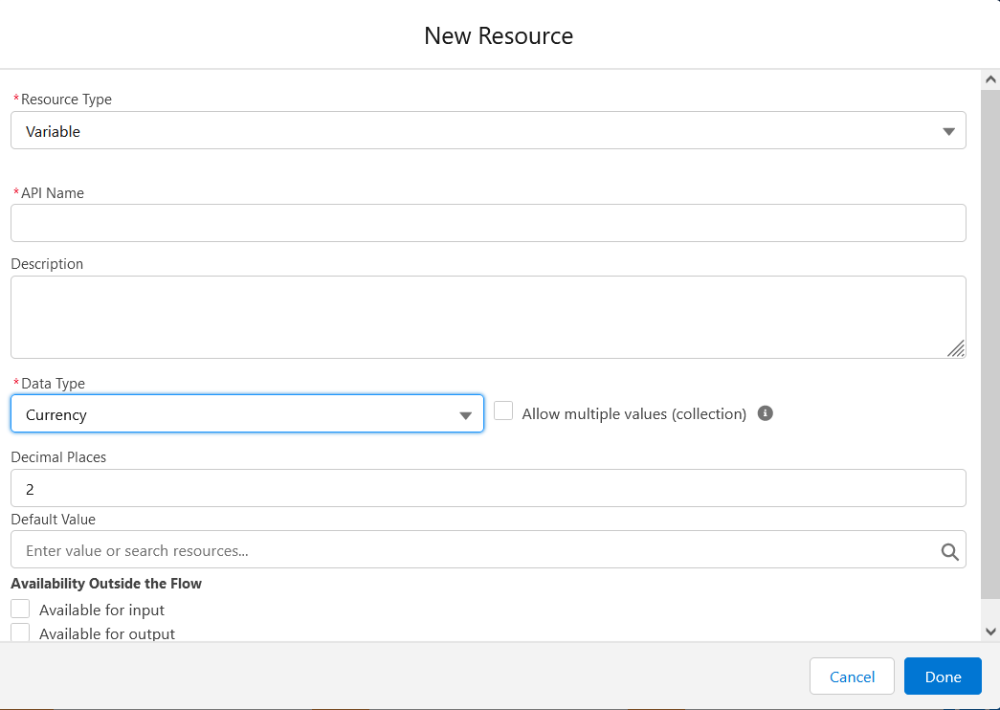 New Resource
*Resource Type
Variable
*API Name
Description
*Data Type
Currency
Allow multiple values (collection)
Decimal Places
2
Default Value
Enter value or search resources...
Availability Outside the Flow
Available for input
Available for output
Cancel
Done